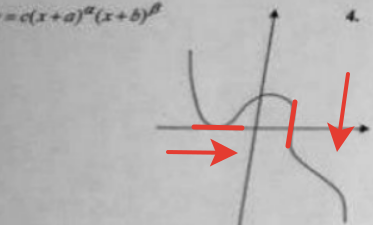 = c(x+a)^α(x+b)^β
4.